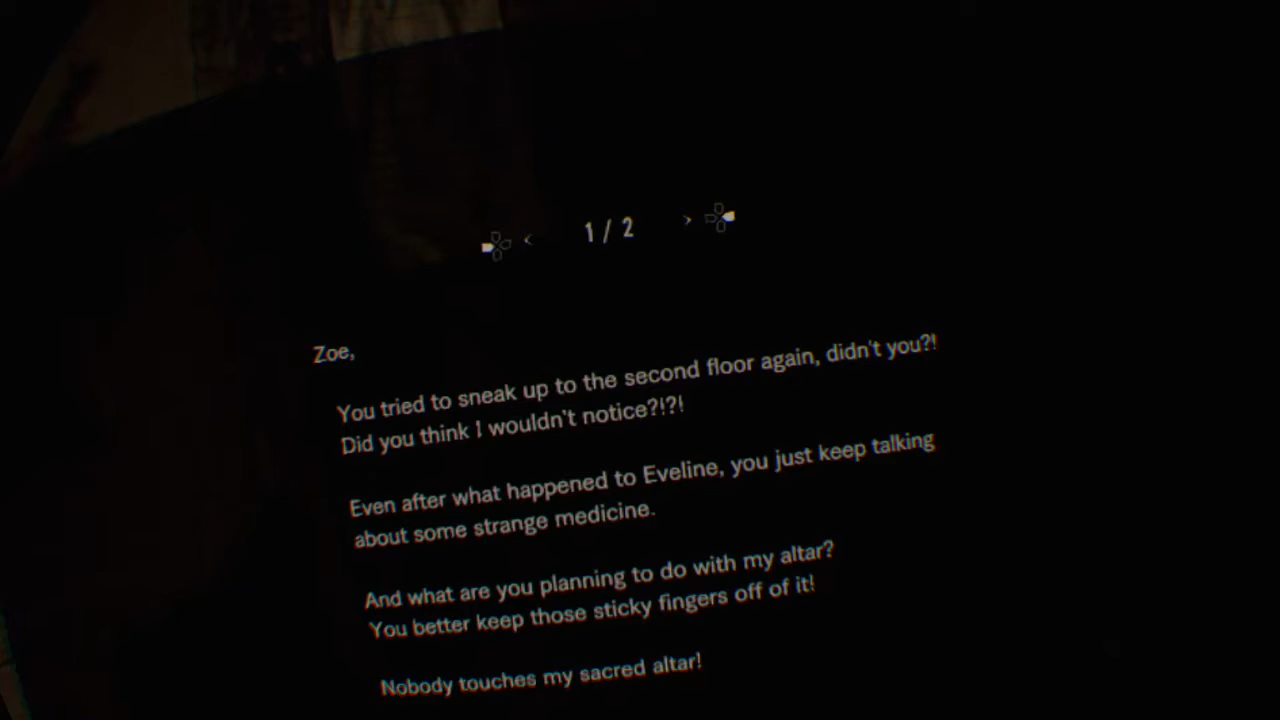 < 1 / 2 >
Zoe,
You tried to sneak up to the second floor again, didn't you?!
Did you think I wouldn't notice?!?!
Even after what happened to Eveline, you just keep talking
about some strange medicine.
And what are you planning to do with my altar?
You better keep those sticky fingers off of it!
Nobody touches my sacred altar!